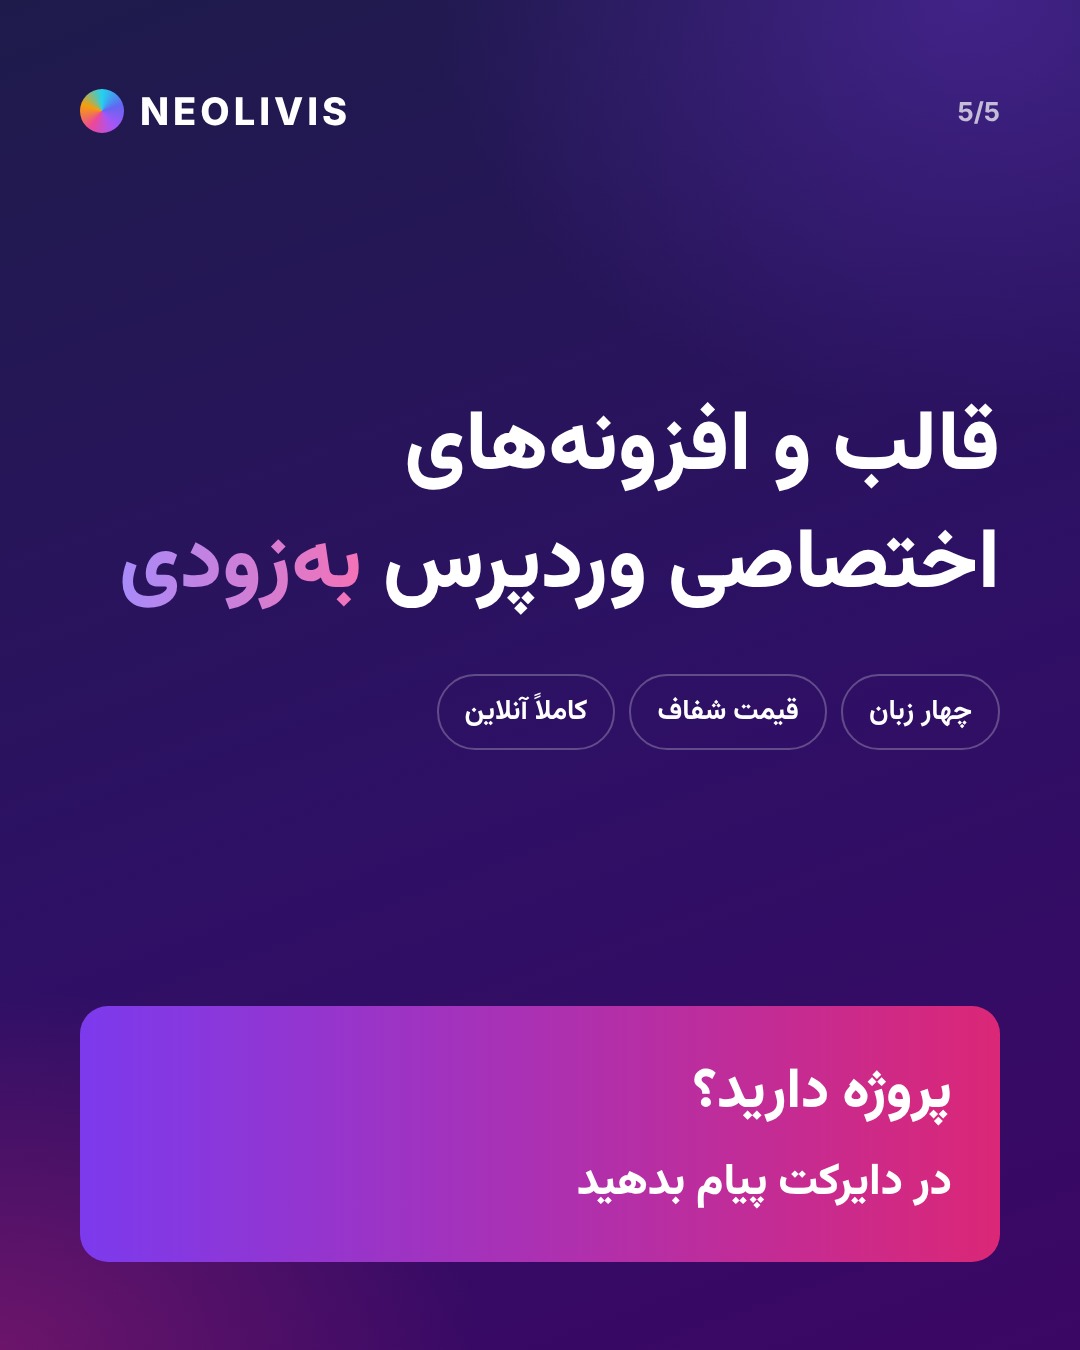 NEOLIVIS
5/5
قالب و افزونه‌های
اختصاصی وردپرس به‌زودی
چهار زبان
قیمت شفاف
کاملاً آنلاین
پروژه دارید؟
در دایرکت پیام بدهید